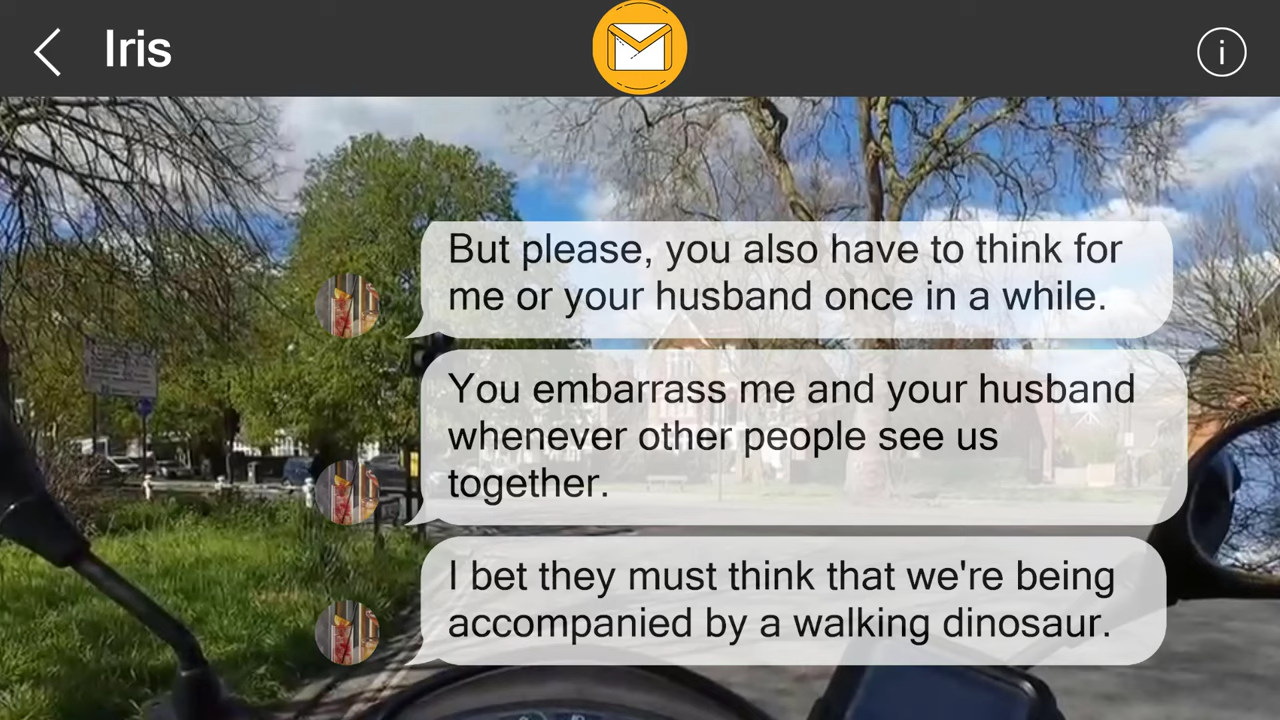 Iris
But please, you also have to think for
me or your husband once in a while.
You embarrass me and your husband
whenever other people see us
together.
I bet they must think that we're being
accompanied by a walking dinosaur.